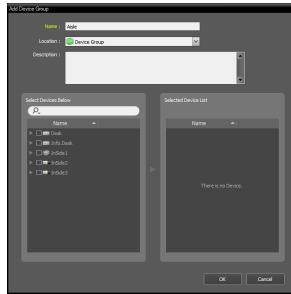 Add Device Group
Name :
Aisle
Location :
Device Group
Description :
Select Devices Below
Selected Device List
Name
Name
Desk
Info.Desk
InSide1
InSide2
InSide3
There is no Device.
OK
Cancel